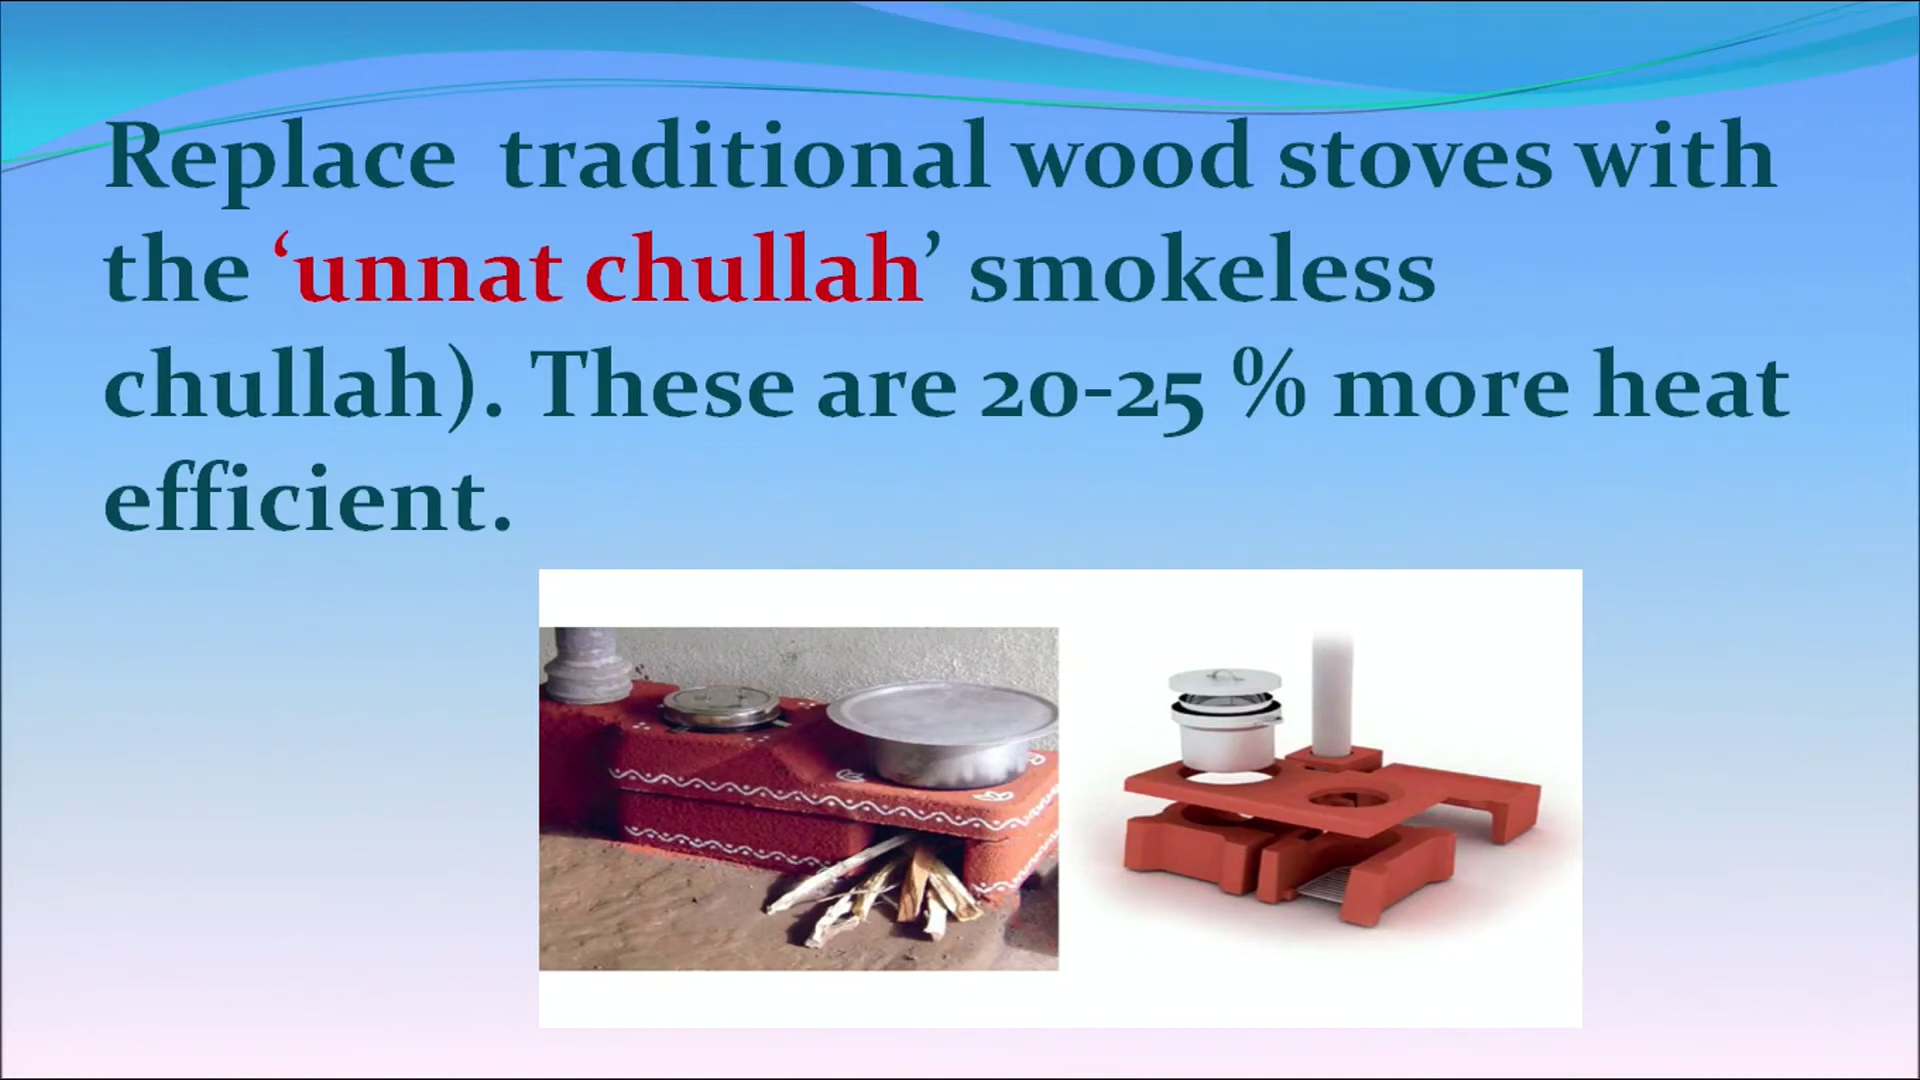 Replace traditional wood stoves with
the ‘unnat chullah’ smokeless
chullah). These are 20-25 % more heat
efficient.